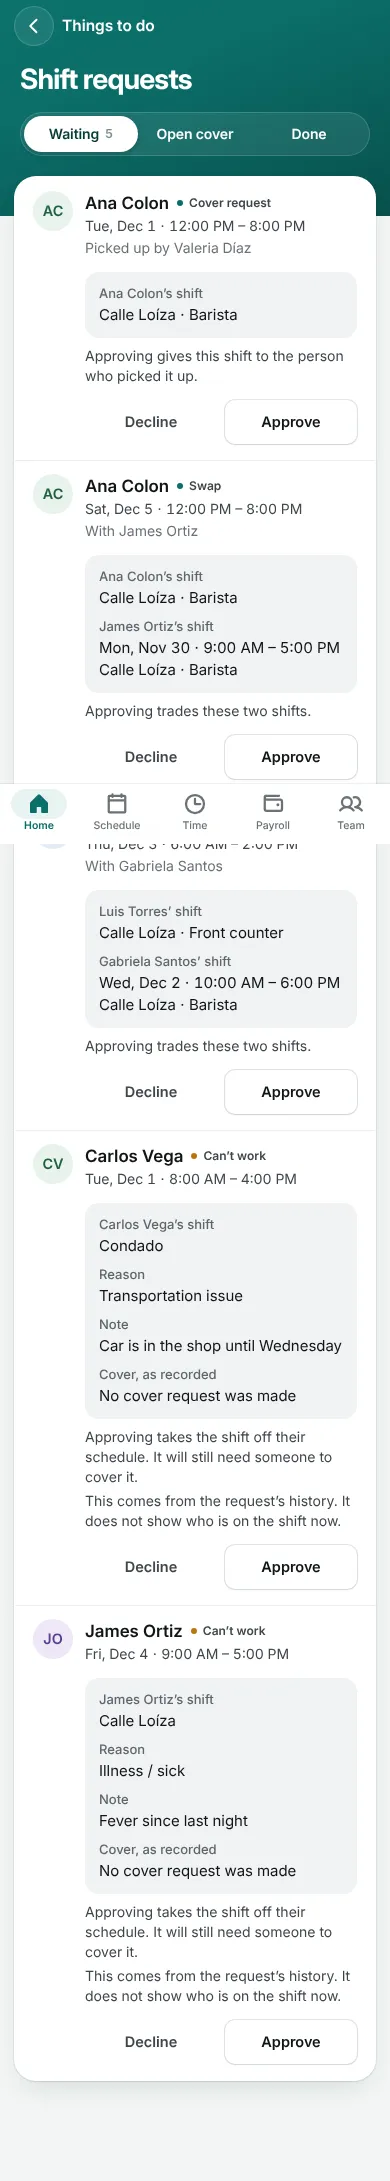 Things to do
Shift requests
Waiting 5
Open cover
Done
AC
Ana Colon • Cover request
Tue, Dec 1 · 12:00 PM – 8:00 PM
Picked up by Valeria Díaz
Ana Colon’s shift
Calle Loíza · Barista
Approving gives this shift to the person
who picked it up.
Decline
Approve
AC
Ana Colon • Swap
Sat, Dec 5 · 12:00 PM – 8:00 PM
With James Ortiz
Ana Colon’s shift
Calle Loíza · Barista
James Ortiz’s shift
Mon, Nov 30 · 9:00 AM – 5:00 PM
Calle Loíza · Barista
Approving trades these two shifts.
Decline
Approve
Home
Schedule
Time
Payroll
Team
Thu, Dec 3 · 6:00 AM – 2:00 PM
With Gabriela Santos
Luis Torres’ shift
Calle Loíza · Front counter
Gabriela Santos’ shift
Wed, Dec 2 · 10:00 AM – 6:00 PM
Calle Loíza · Barista
Approving trades these two shifts.
Decline
Approve
CV
Carlos Vega • Can’t work
Tue, Dec 1 · 8:00 AM – 4:00 PM
Carlos Vega’s shift
Condado
Reason
Transportation issue
Note
Car is in the shop until Wednesday
Cover, as recorded
No cover request was made
Approving takes the shift off their
schedule. It will still need someone to
cover it.
This comes from the request’s history. It
does not show who is on the shift now.
Decline
Approve
JO
James Ortiz • Can’t work
Fri, Dec 4 · 9:00 AM – 5:00 PM
James Ortiz’s shift
Calle Loíza
Reason
Illness / sick
Note
Fever since last night
Cover, as recorded
No cover request was made
Approving takes the shift off their
schedule. It will still need someone to
cover it.
This comes from the request’s history. It
does not show who is on the shift now.
Decline
Approve